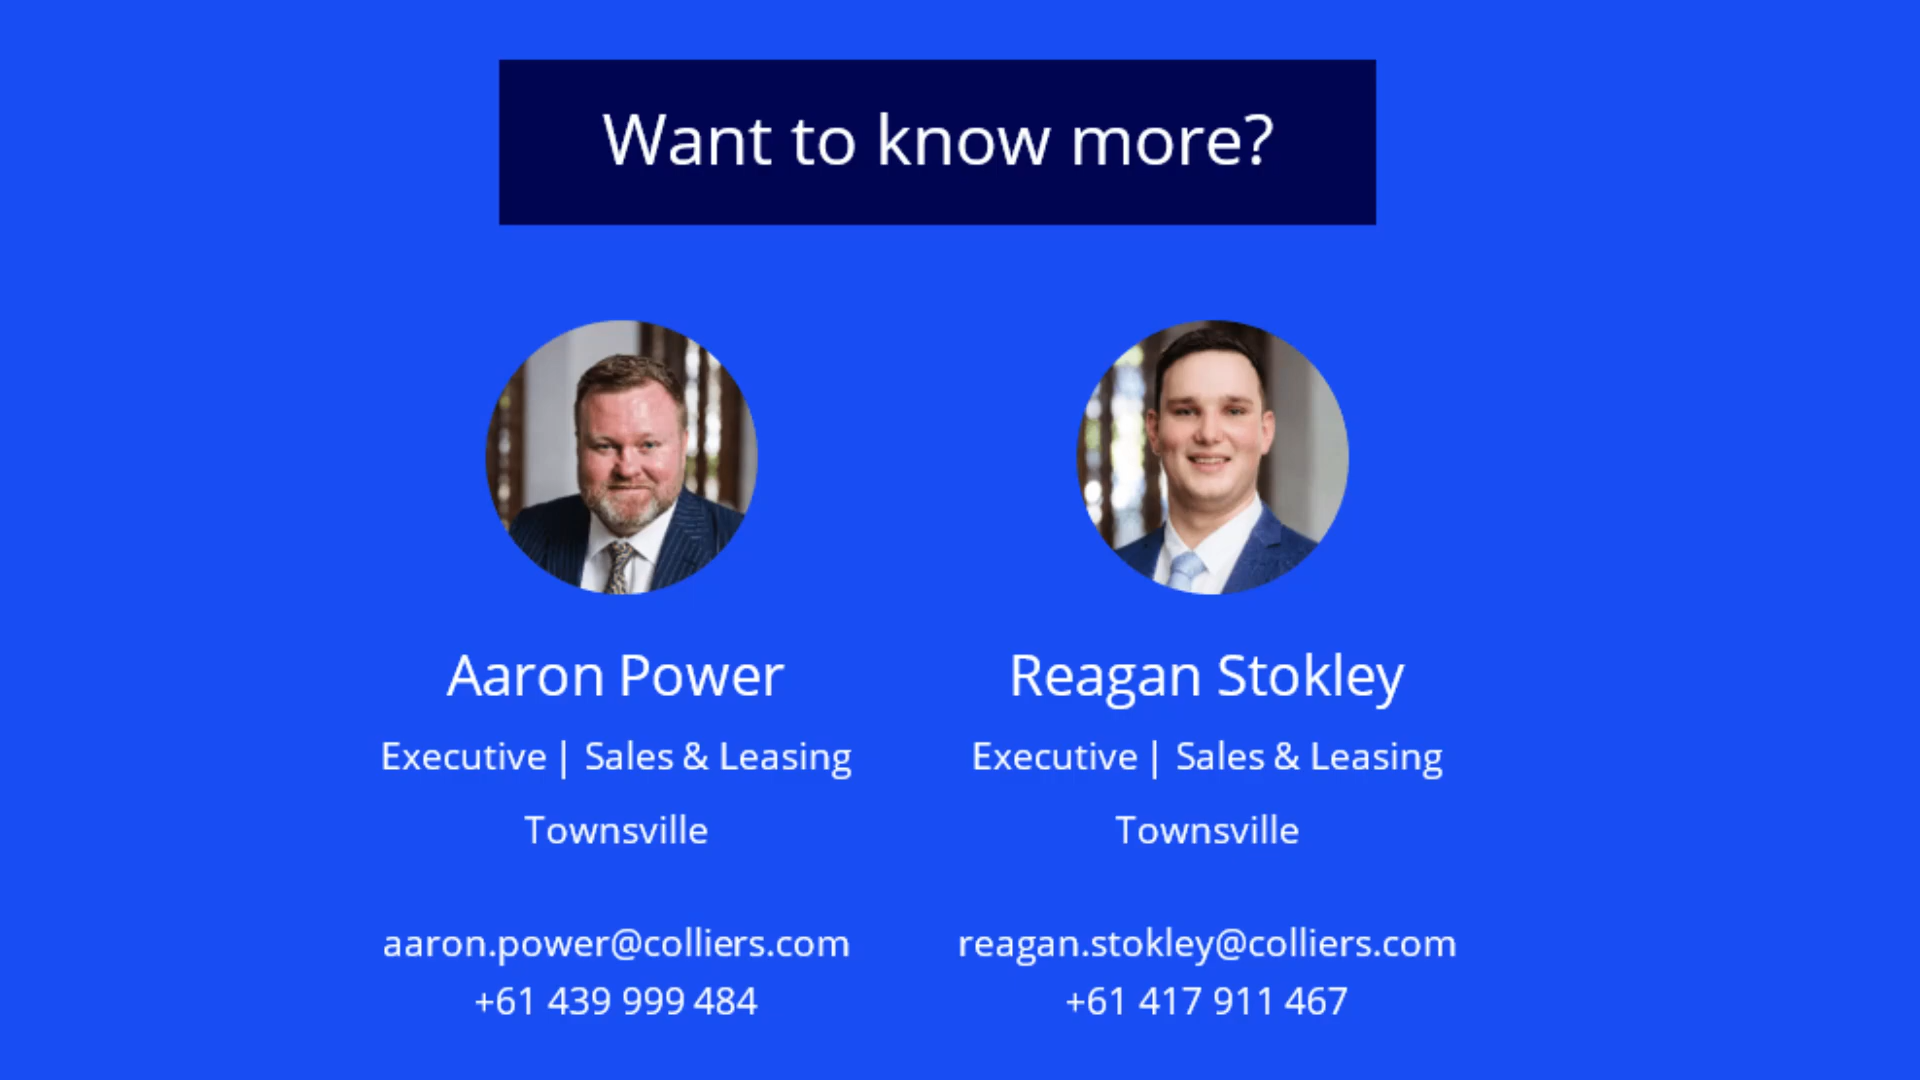 Want to know more?
Aaron Power
Executive | Sales & Leasing
Townsville
aaron.power@colliers.com
+61 439 999 484
Reagan Stokley
Executive | Sales & Leasing
Townsville
reagan.stokley@colliers.com
+61 417 911 467